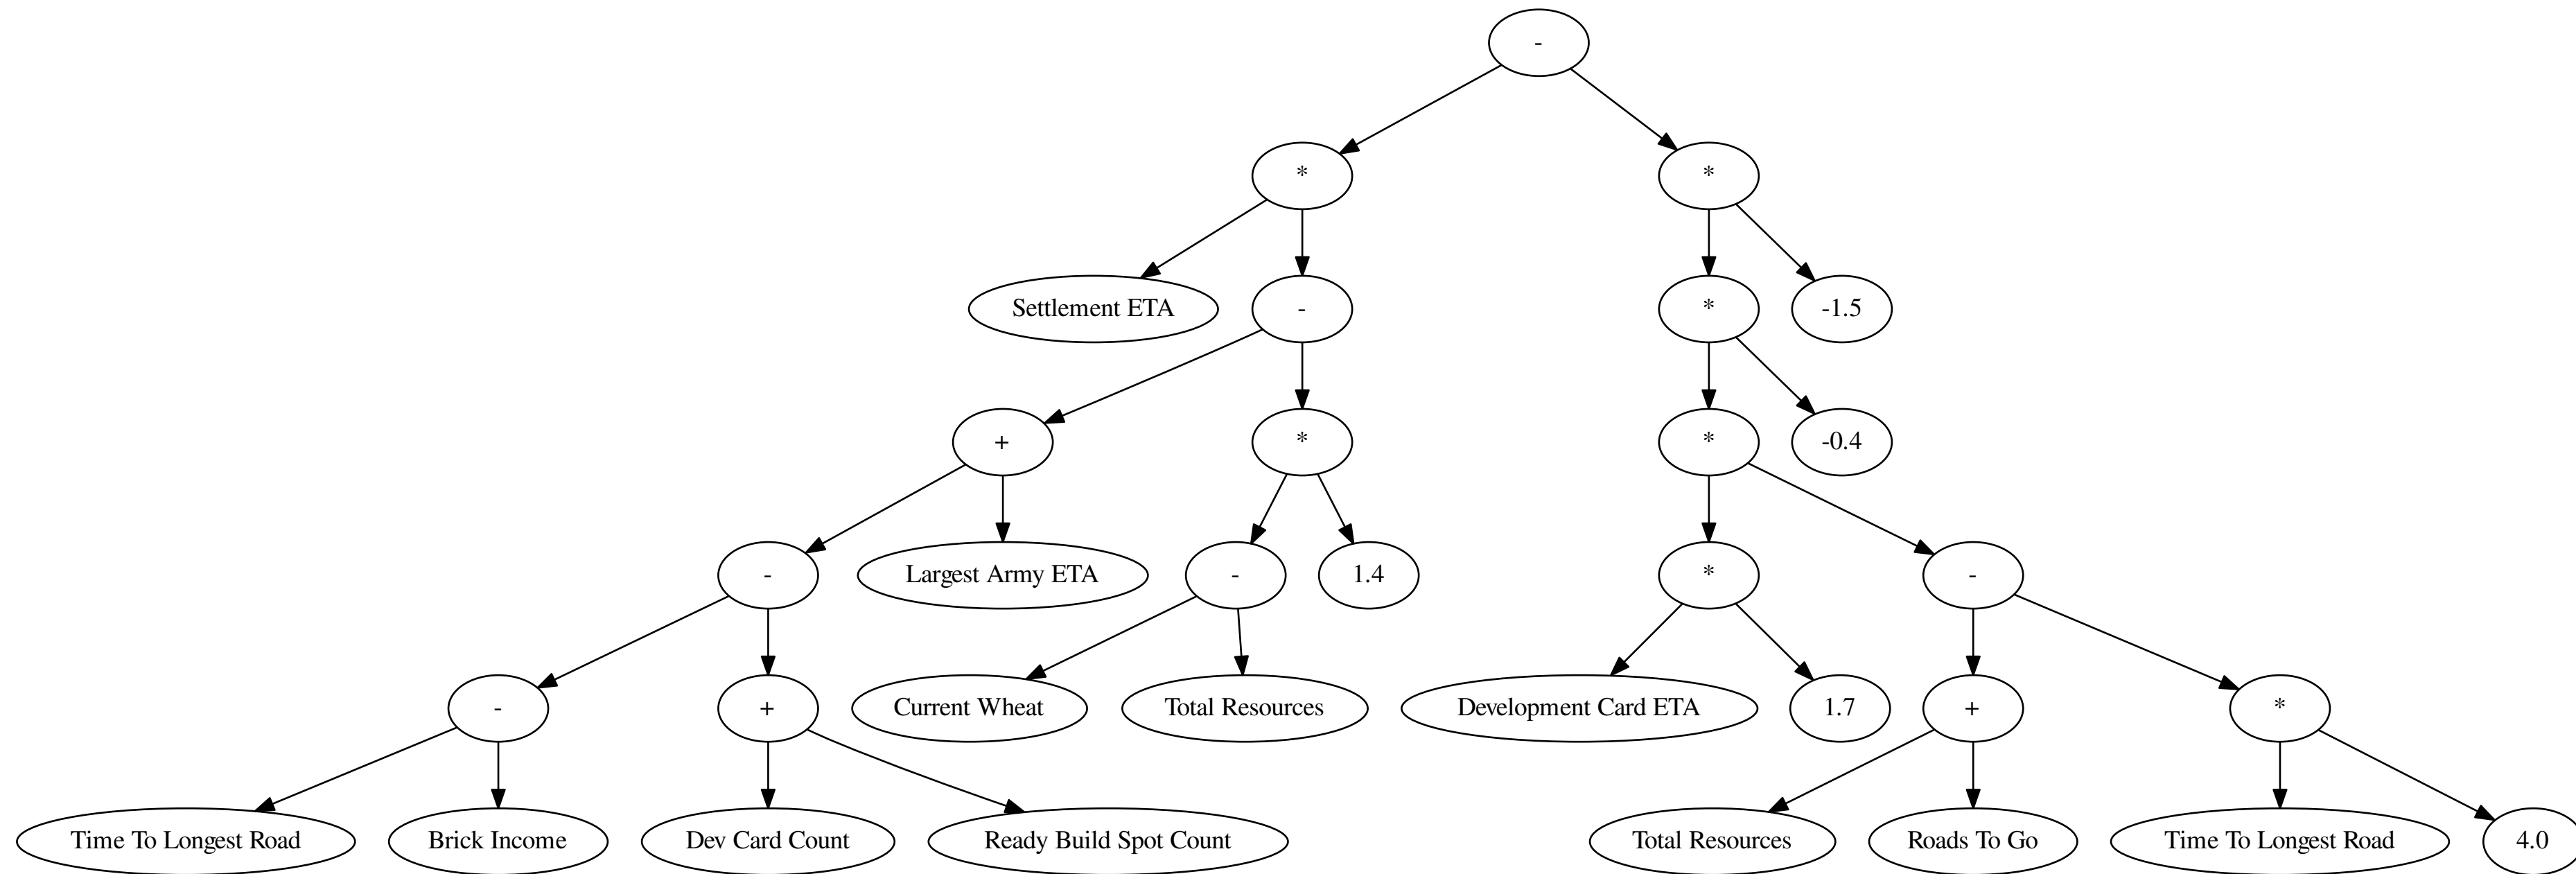 -
*
*
Settlement ETA
-
*
-1.5
+
*
*
-0.4
-
Largest Army ETA
-
1.4
*
-
-
+
Current Wheat
Total Resources
Development Card ETA
1.7
+
*
Time To Longest Road
Brick Income
Dev Card Count
Ready Build Spot Count
Total Resources
Roads To Go
Time To Longest Road
4.0